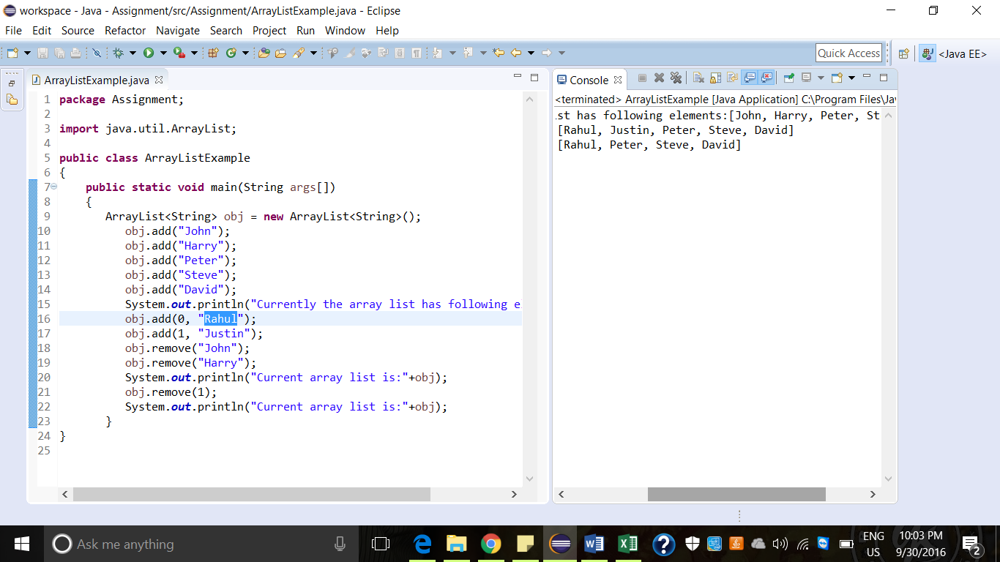 workspace - Java - Assignment/src/Assignment/ArrayListExample.java - Eclipse
File Edit Source Refactor Navigate Search Project Run Window Help
Quick Access
<Java EE>
ArrayListExample.java
1 package Assignment;
2
3 import java.util.ArrayList;
4
5 public class ArrayListExample
6 {
7 public static void main(String args[])
8 {
9 ArrayList<String> obj = new ArrayList<String>();
10 obj.add("John");
11 obj.add("Harry");
12 obj.add("Peter");
13 obj.add("Steve");
14 obj.add("David");
15 System.out.println("Currently the array list has following e
16 obj.add(0, "Rahul");
17 obj.add(1, "Justin");
18 obj.remove("John");
19 obj.remove("Harry");
20 System.out.println("Current array list is:"+obj);
21 obj.remove(1);
22 System.out.println("Current array list is:"+obj);
23 }
24 }
25
Console
<terminated> ArrayListExample [Java Application] C:\Program Files\Jav
st has following elements:[John, Harry, Peter, St
[Rahul, Justin, Peter, Steve, David]
[Rahul, Peter, Steve, David]
Ask me anything
ENG
US
10:03 PM
9/30/2016
2